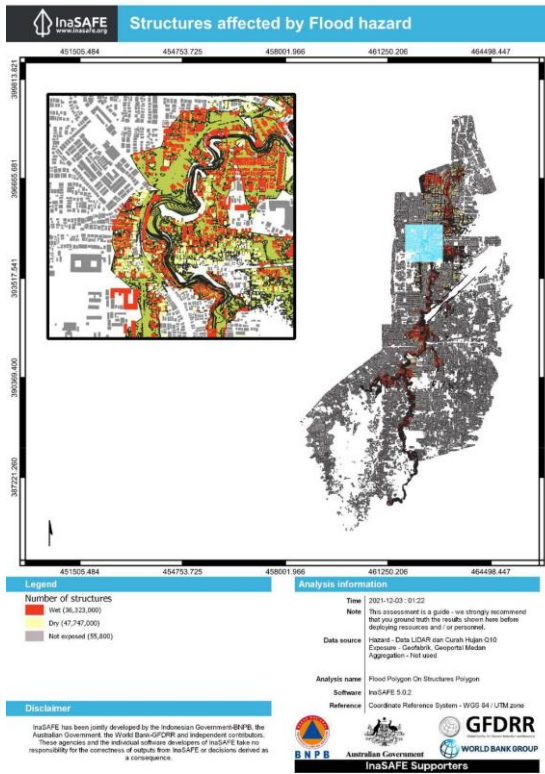 InaSAFE
www.inasafe.org
Structures affected by Flood hazard
451505.484 454753.725 458001.966 461250.206 464498.447
399813.821
396665.681
393517.541
390369.400
387221.260
451505.484 454753.725 458001.966 461250.206 464498.447
Legend
Number of structures
Wet (36,323,000)
Dry (47,747,000)
Not exposed (55,800)
Disclaimer
InaSAFE has been jointly developed by the Indonesian Government-BNPB, the
Australian Government, the World Bank-GFDRR and independent contributors.
These agencies and the individual software developers of InaSAFE take no
responsibility for the correctness of outputs from InaSAFE or decisions derived as
a consequence.
Analysis information
Time 2021-12-03 : 01:22
Note This assessment is a guide - we strongly recommend
that you ground truth the results shown here before
deploying resources and / or personnel.
Data source Hazard - Data LiDAR dan Curah Hujan Q10
Exposure - Geofabrik, Geoportal Medan
Aggregation - Not used
Analysis name Flood Polygon On Structures Polygon
Software InaSAFE 5.0.2
Reference Coordinate Reference System - WGS 84 / UTM zone
BNPB
Australian Government
GFDRR
WORLD BANK GROUP
InaSAFE Supporters